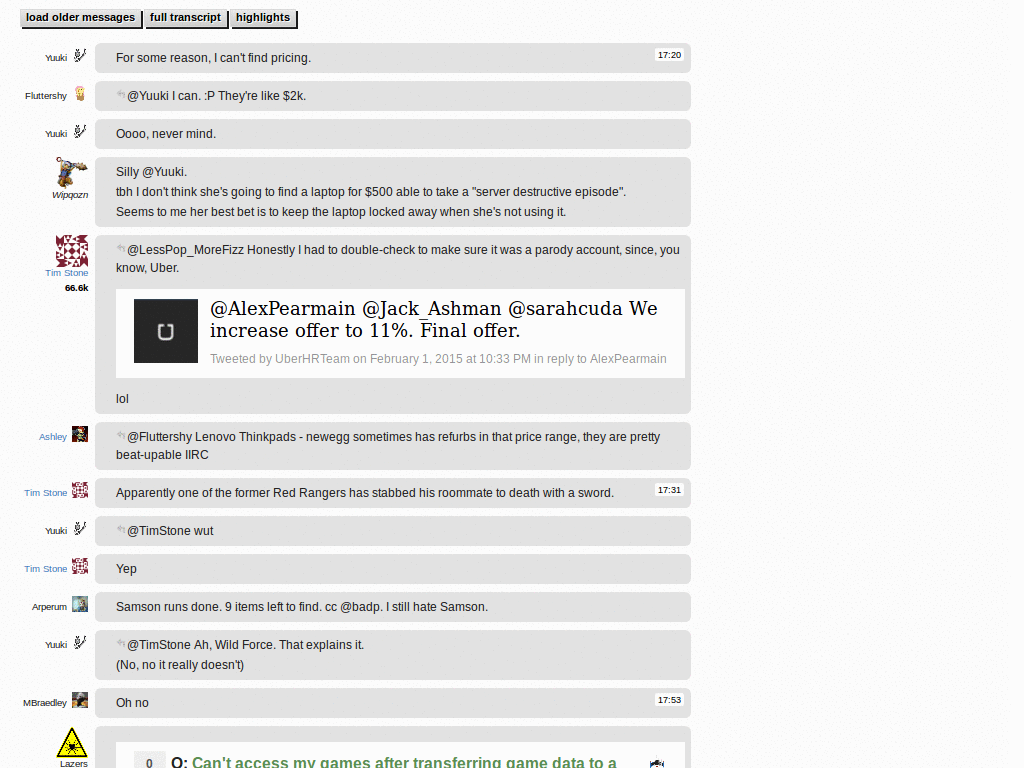 load older messages full transcript highlights
Yuuki For some reason, I can't find pricing. 17:20
Fluttershy @Yuuki I can. :P They're like $2k.
Yuuki Oooo, never mind.
Silly @Yuuki.
tbh I don't think she's going to find a laptop for $500 able to take a "server destructive episode".
Wipqozn
Seems to me her best bet is to keep the laptop locked away when she's not using it.
@LessPop_MoreFizz Honestly I had to double-check to make sure it was a parody account, since, you
know, Uber.
Tim Stone
66.6k
@AlexPearmain @Jack_Ashman @sarahcuda We
increase offer to 11%. Final offer.
Tweeted by UberHRTeam on February 1, 2015 at 10:33 PM in reply to AlexPearmain
lol
Ashley @Fluttershy Lenovo Thinkpads - newegg sometimes has refurbs in that price range, they are pretty
beat-upable IIRC
Tim Stone Apparently one of the former Red Rangers has stabbed his roommate to death with a sword. 17:31
Yuuki @TimStone wut
Tim Stone Yep
Arperum Samson runs done. 9 items left to find. cc @badp. I still hate Samson.
Yuuki @TimStone Ah, Wild Force. That explains it.
(No, no it really doesn't)
MBraedley Oh no 17:53
Lazers
0 Q: Can't access my games after transferring game data to a